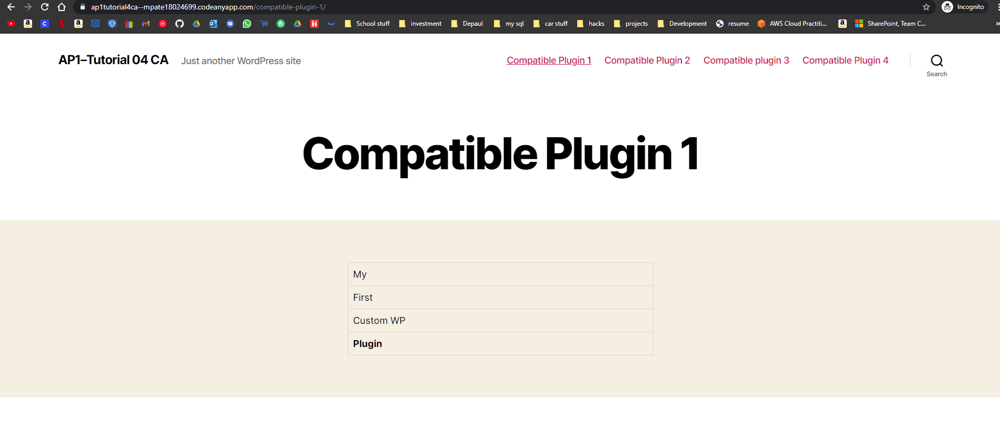 ap1tutorial4ca--mpate18024699.codeanyapp.com/compatible-plugin-1/
Incognito
School stuff
investment
Depaul
my sql
car stuff
hacks
projects
Development
resume
AWS Cloud Practiti...
SharePoint, Team C...
AP1–Tutorial 04 CA
Just another WordPress site
Compatible Plugin 1
Compatible Plugin 2
Compatible plugin 3
Compatible Plugin 4
Search
Compatible Plugin 1
My
First
Custom WP
Plugin